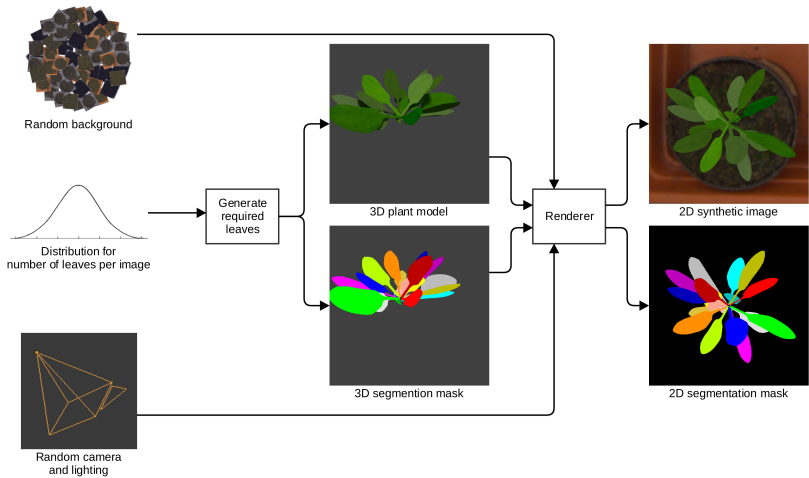 Random background
Distribution for
number of leaves per image
Generate
required
leaves
3D plant model
3D segmention mask
Renderer
2D synthetic image
2D segmentation mask
Random camera
and lighting